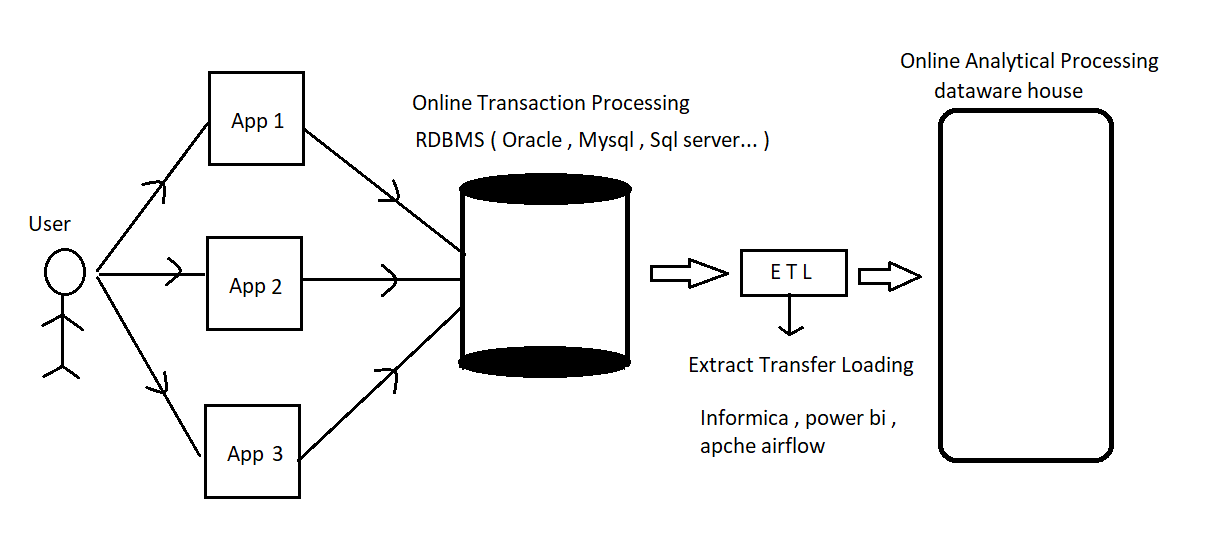 User
App 1
App 2
App 3
Online Transaction Processing
RDBMS ( Oracle , Mysql , Sql server... )
E T L
Extract Transfer Loading
Informica , power bi ,
apche airflow
Online Analytical Processing
dataware house